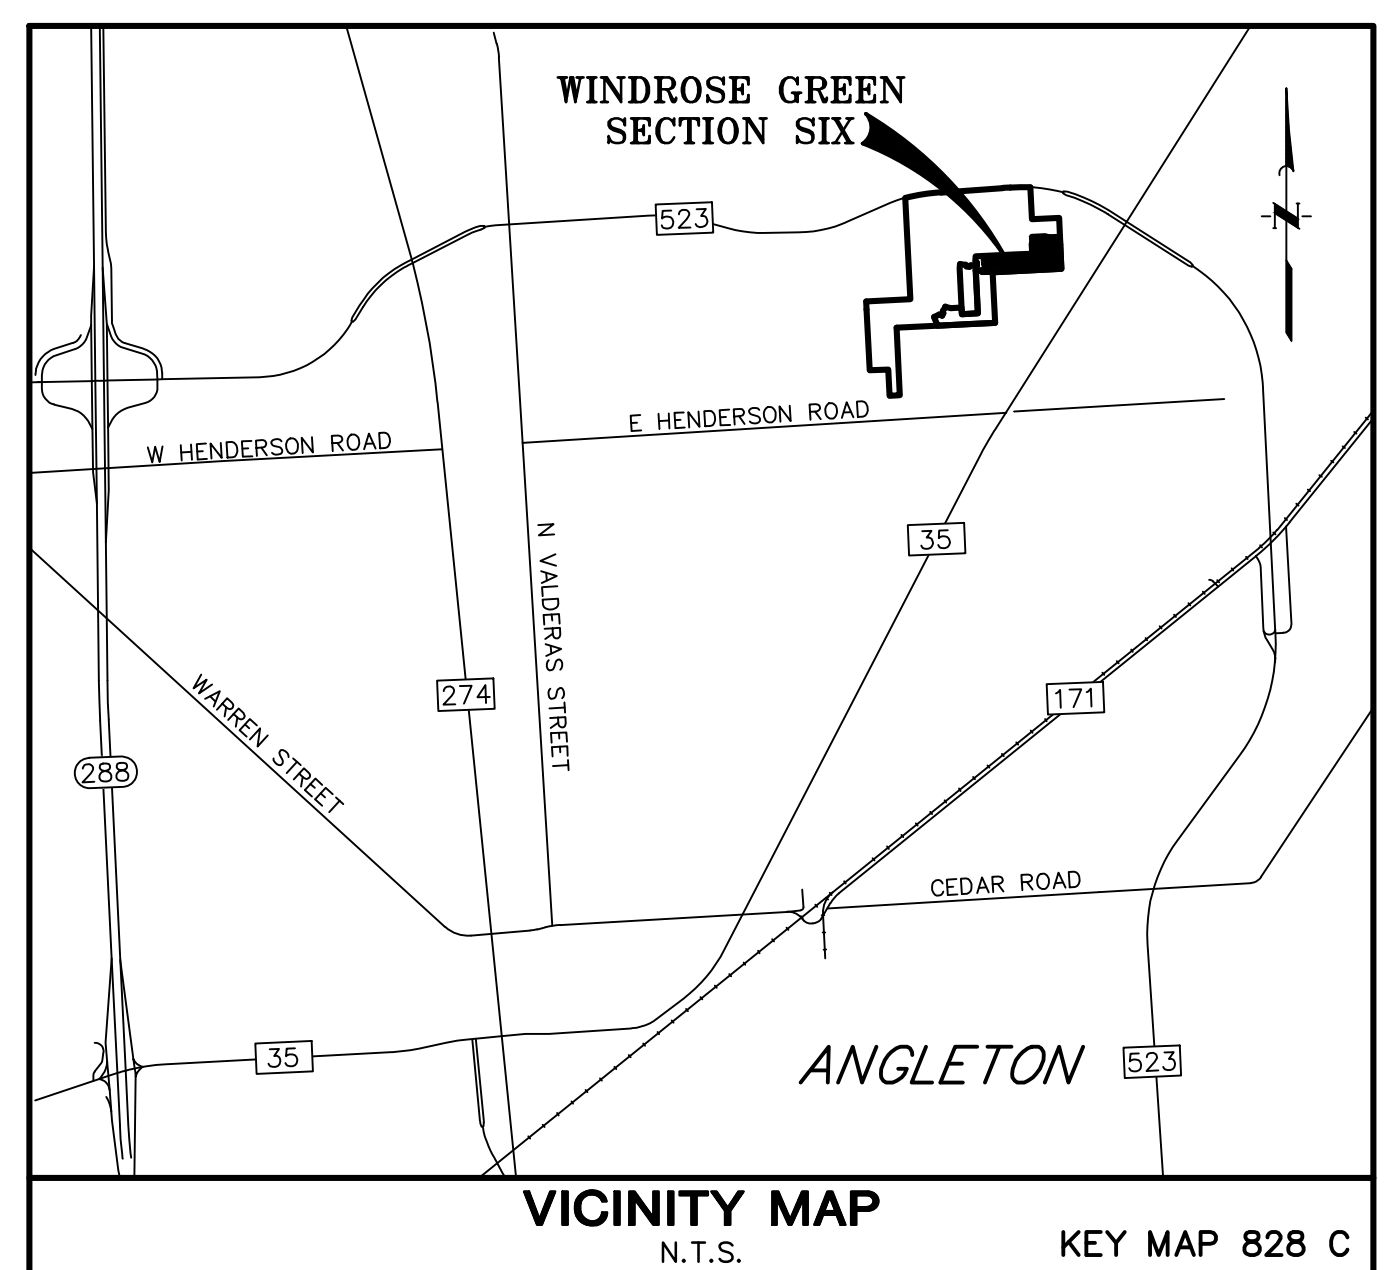 WINDROSE GREEN
SECTION SIX
N
523
E HENDERSON ROAD
W HENDERSON ROAD
35
N VALDERAS STREET
274
171
WARREN STREET
288
CEDAR ROAD
35
ANGLETON
523
VICINITY MAP
N.T.S.
KEY MAP 828 C